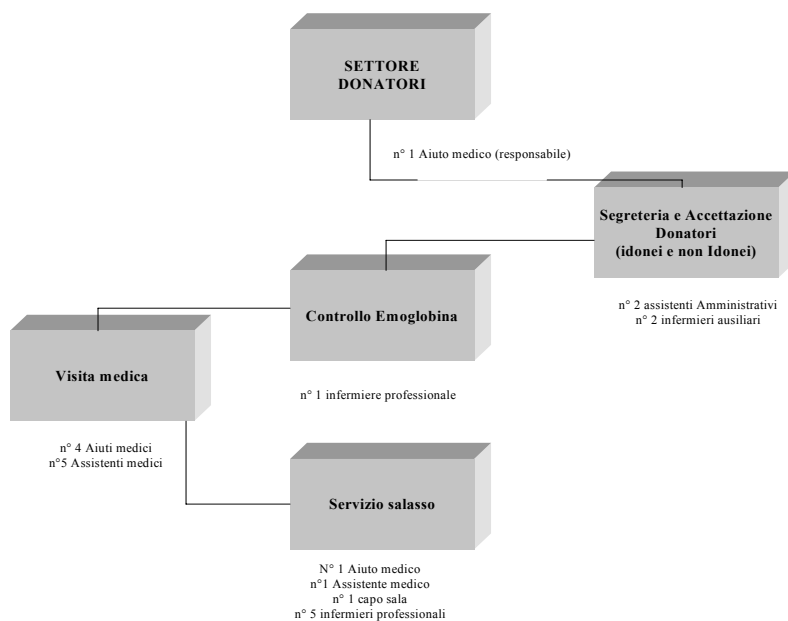 SETTORE
DONATORI
n° 1 Aiuto medico (responsabile)
Segreteria e Accettazione
Donatori
(idonei e non Idonei)
n° 2 assistenti Amministrativi
n° 2 infermieri ausiliari
Controllo Emoglobina
n° 1 infermiere professionale
Visita medica
n° 4 Aiuti medici
n°5 Assistenti medici
Servizio salasso
N° 1 Aiuto medico
n°1 Assistente medico
n° 1 capo sala
n° 5 infermieri professionali